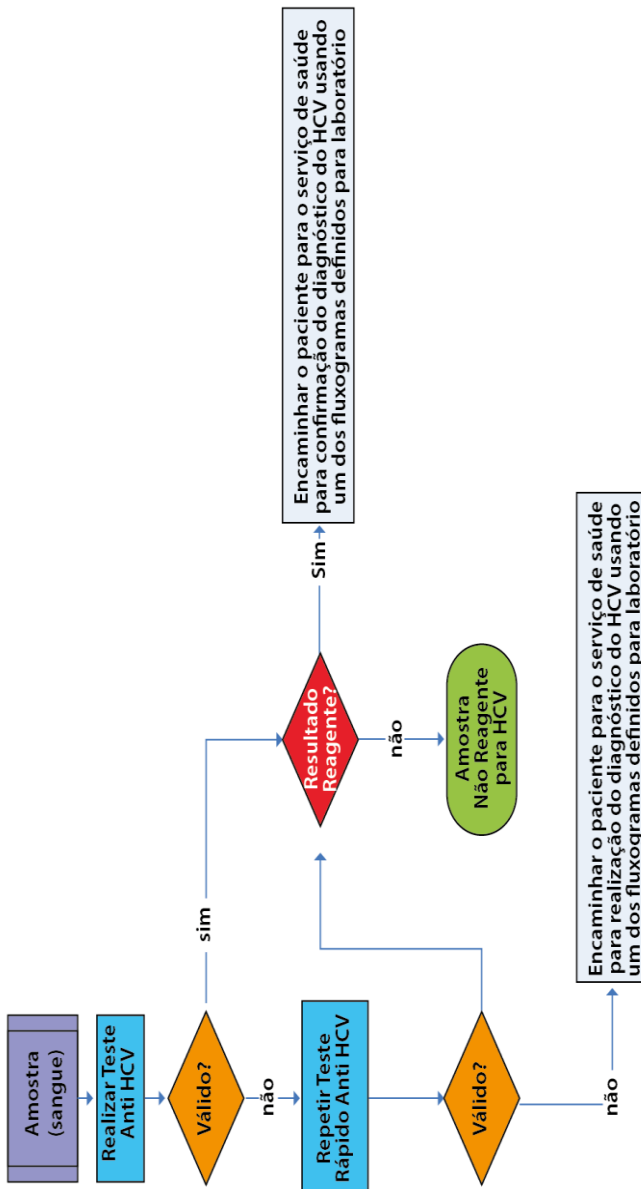 Amostra
(sangue)
Realizar Teste
Anti HCV
Válido?
sim
não
Repetir Teste
Rápido Anti HCV
Válido?
não
Resultado
Reagente?
Sim
não
Amostra
Não Reagente
para HCV
Encaminhar o paciente para o serviço de saúde
para confirmação do diagnóstico do HCV usando
um dos fluxogramas definidos para laboratório
Encaminhar o paciente para o serviço de saúde
para realização do diagnóstico do HCV usando
um dos fluxogramas definidos para laboratório